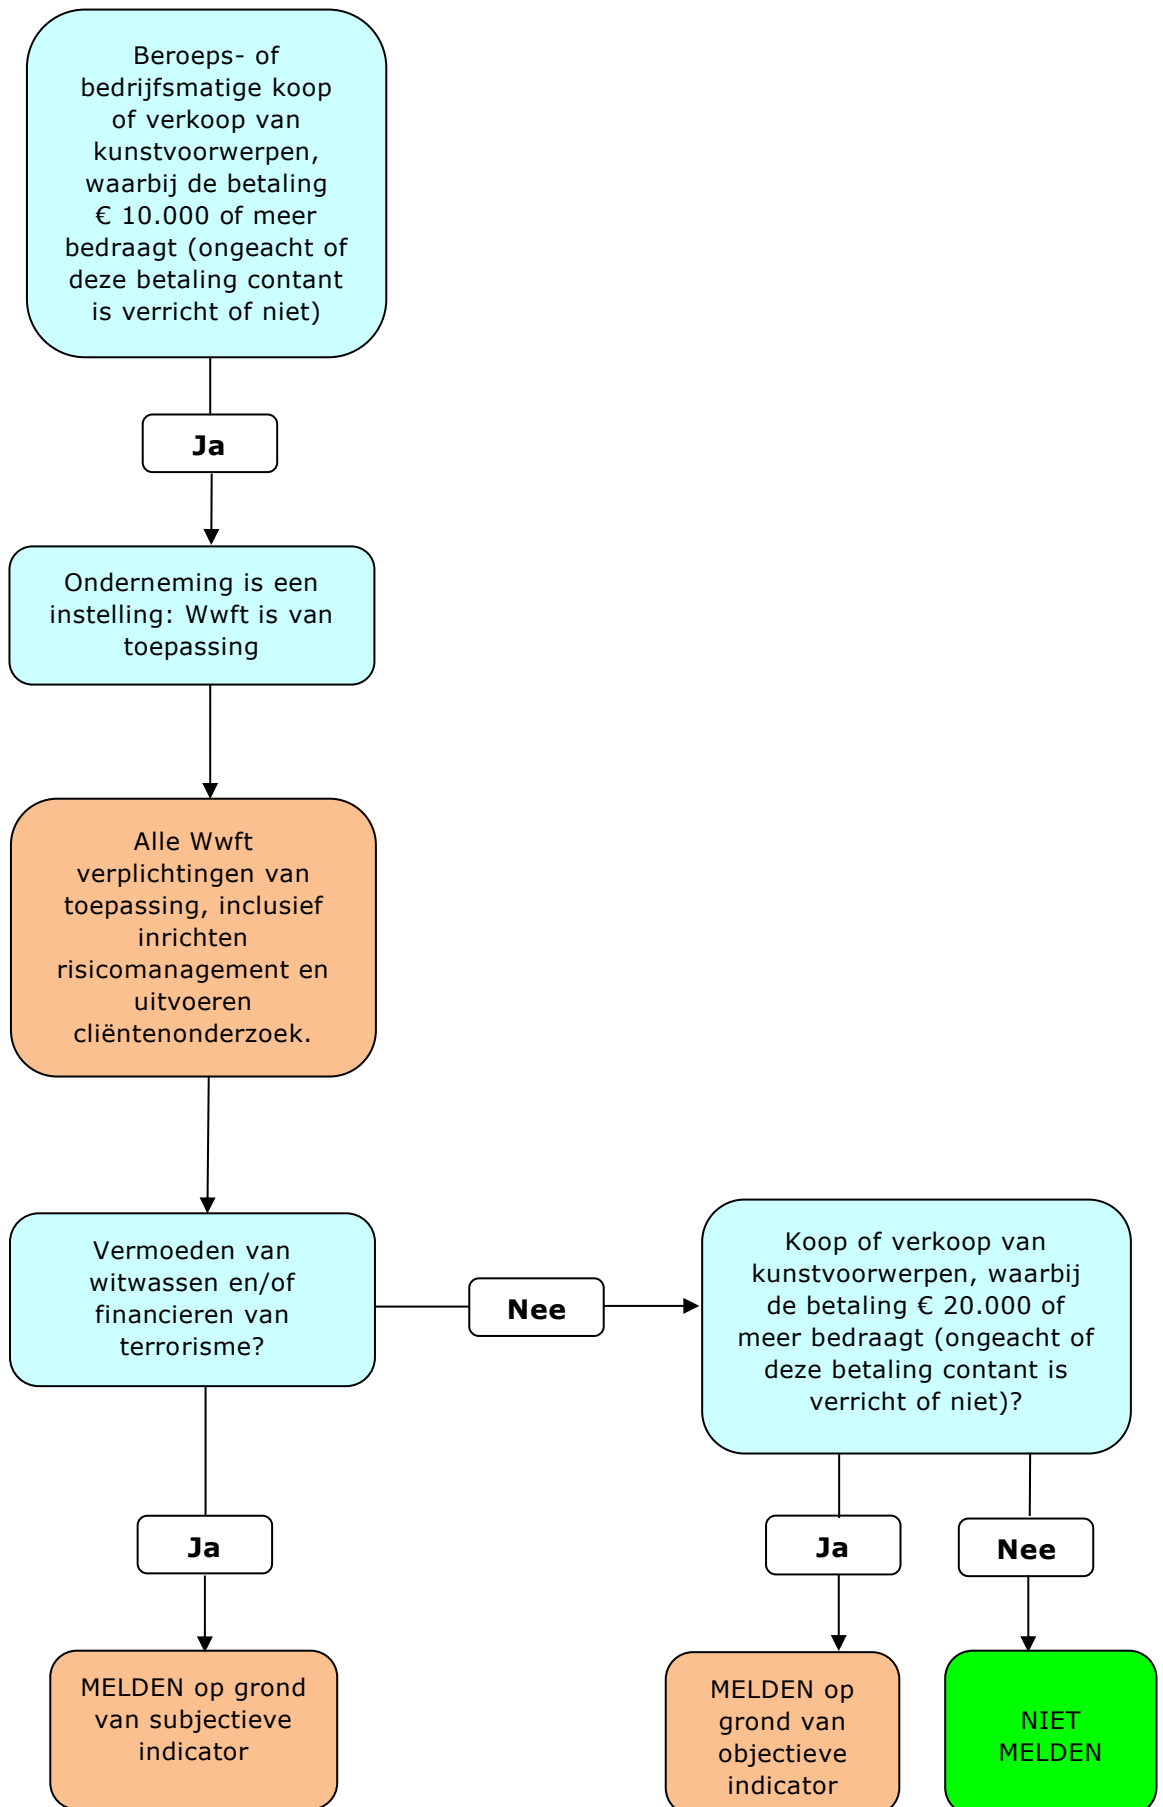 Beroeps- of
bedrijfsmatige koop
of verkoop van
kunstvoorwerpen,
waarbij de betaling
€ 10.000 of meer
bedraagt (ongeacht of
deze betaling contant
is verricht of niet)
Ja
Onderneming is een
instelling: Wwft is van
toepassing
Alle Wwft
verplichtingen van
toepassing, inclusief
inrichten
risicomanagement en
uitvoeren
cliëntenonderzoek.
Vermoeden van
witwassen en/of
financieren van
terrorisme?
Nee
Koop of verkoop van
kunstvoorwerpen, waarbij
de betaling € 20.000 of
meer bedraagt (ongeacht of
deze betaling contant is
verricht of niet)?
Ja
Ja
Nee
MELDEN op grond
van subjectieve
indicator
MELDEN op
grond van
objectieve
indicator
NIET
MELDEN